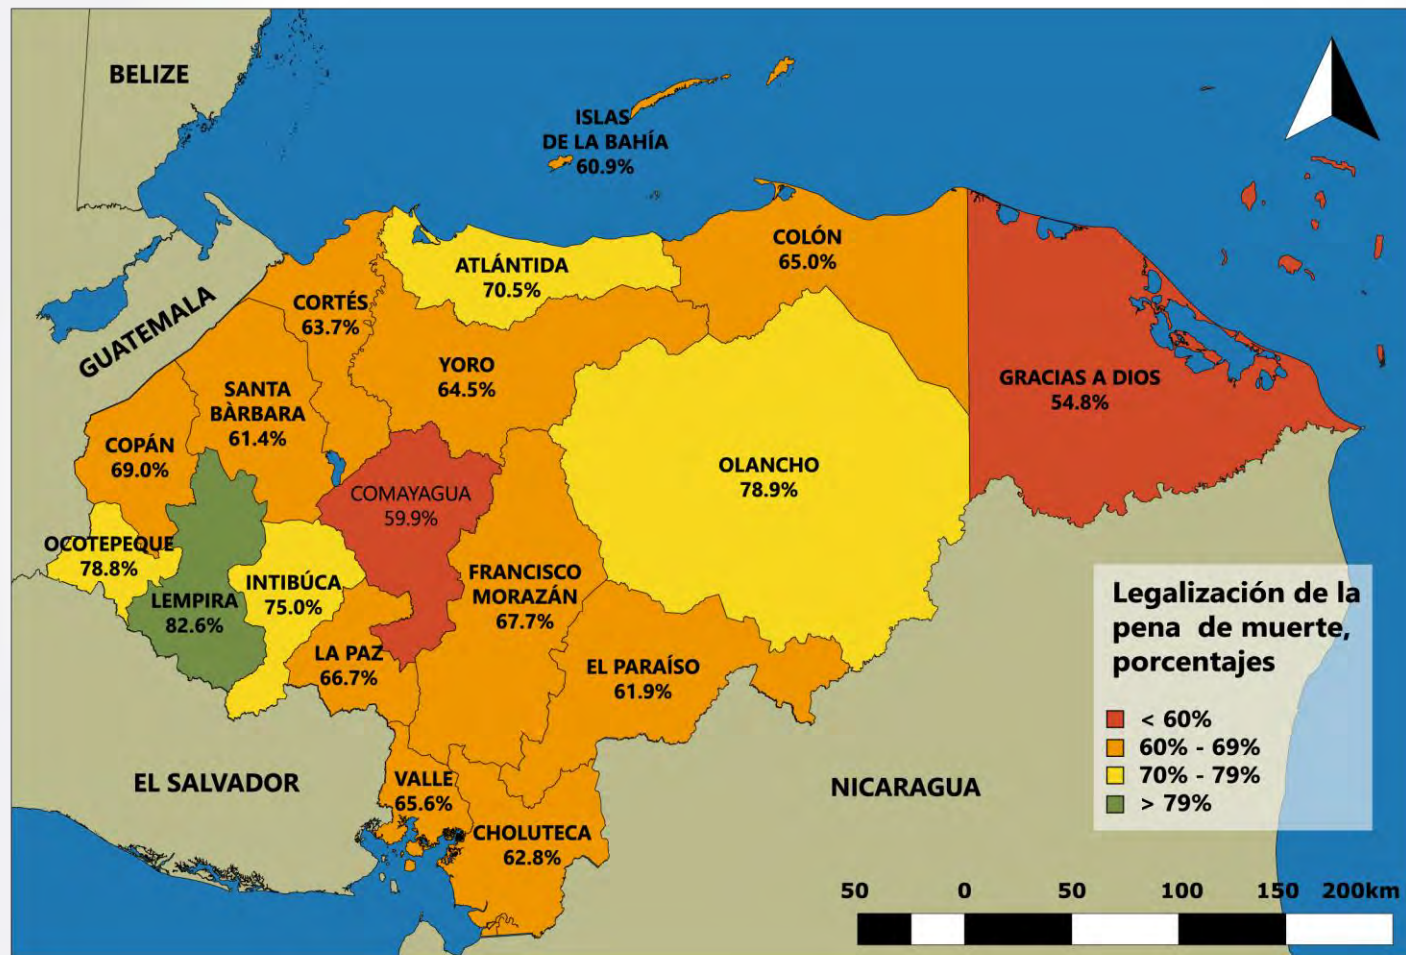 BELIZE
ISLAS
DE LA BAHÍA
60.9%
GUATEMALA
ATLÁNTIDA
70.5%
COLÓN
65.0%
CORTÉS
63.7%
YORO
64.5%
GRACIAS A DIOS
54.8%
SANTA
BÀRBARA
61.4%
COPÁN
69.0%
OLANCHO
78.9%
COMAYAGUA
59.9%
OCOTEPEQUE
78.8%
INTIBÚCA
75.0%
LEMPIRA
82.6%
FRANCISCO
MORAZÁN
67.7%
LA PAZ
66.7%
EL PARAÍSO
61.9%
EL SALVADOR
VALLE
65.6%
NICARAGUA
CHOLUTECA
62.8%
Legalización de la
pena de muerte,
porcentajes
< 60%
60% - 69%
70% - 79%
> 79%
50 0 50 100 150 200km